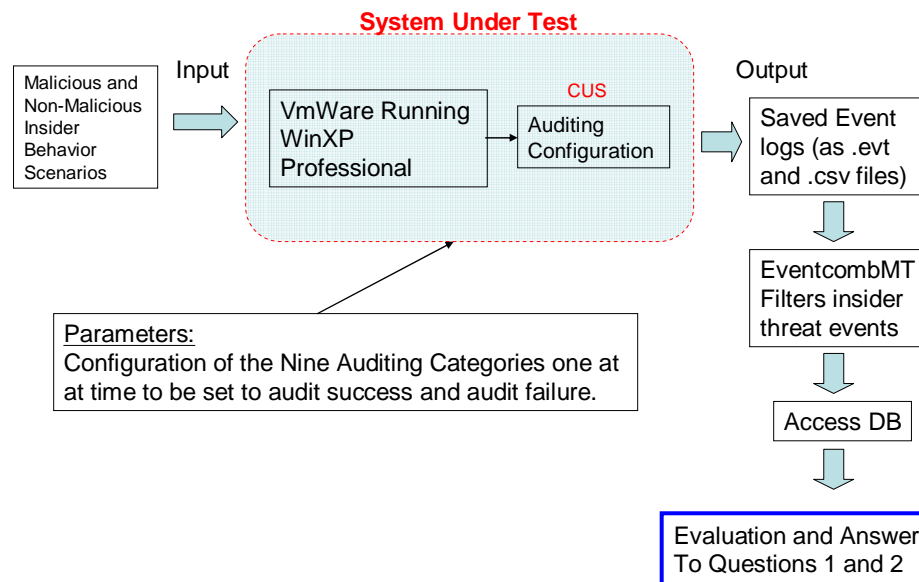 System Under Test
Malicious and
Non-Malicious
Insider
Behavior
Scenarios
Input
VmWare Running
WinXP
Professional
CUS
Auditing
Configuration
Output
Saved Event
logs (as .evt
and .csv files)
EventcombMT
Filters insider
threat events
Parameters:
Configuration of the Nine Auditing Categories one at
at time to be set to audit success and audit failure.
Access DB
Evaluation and Answer
To Questions 1 and 2